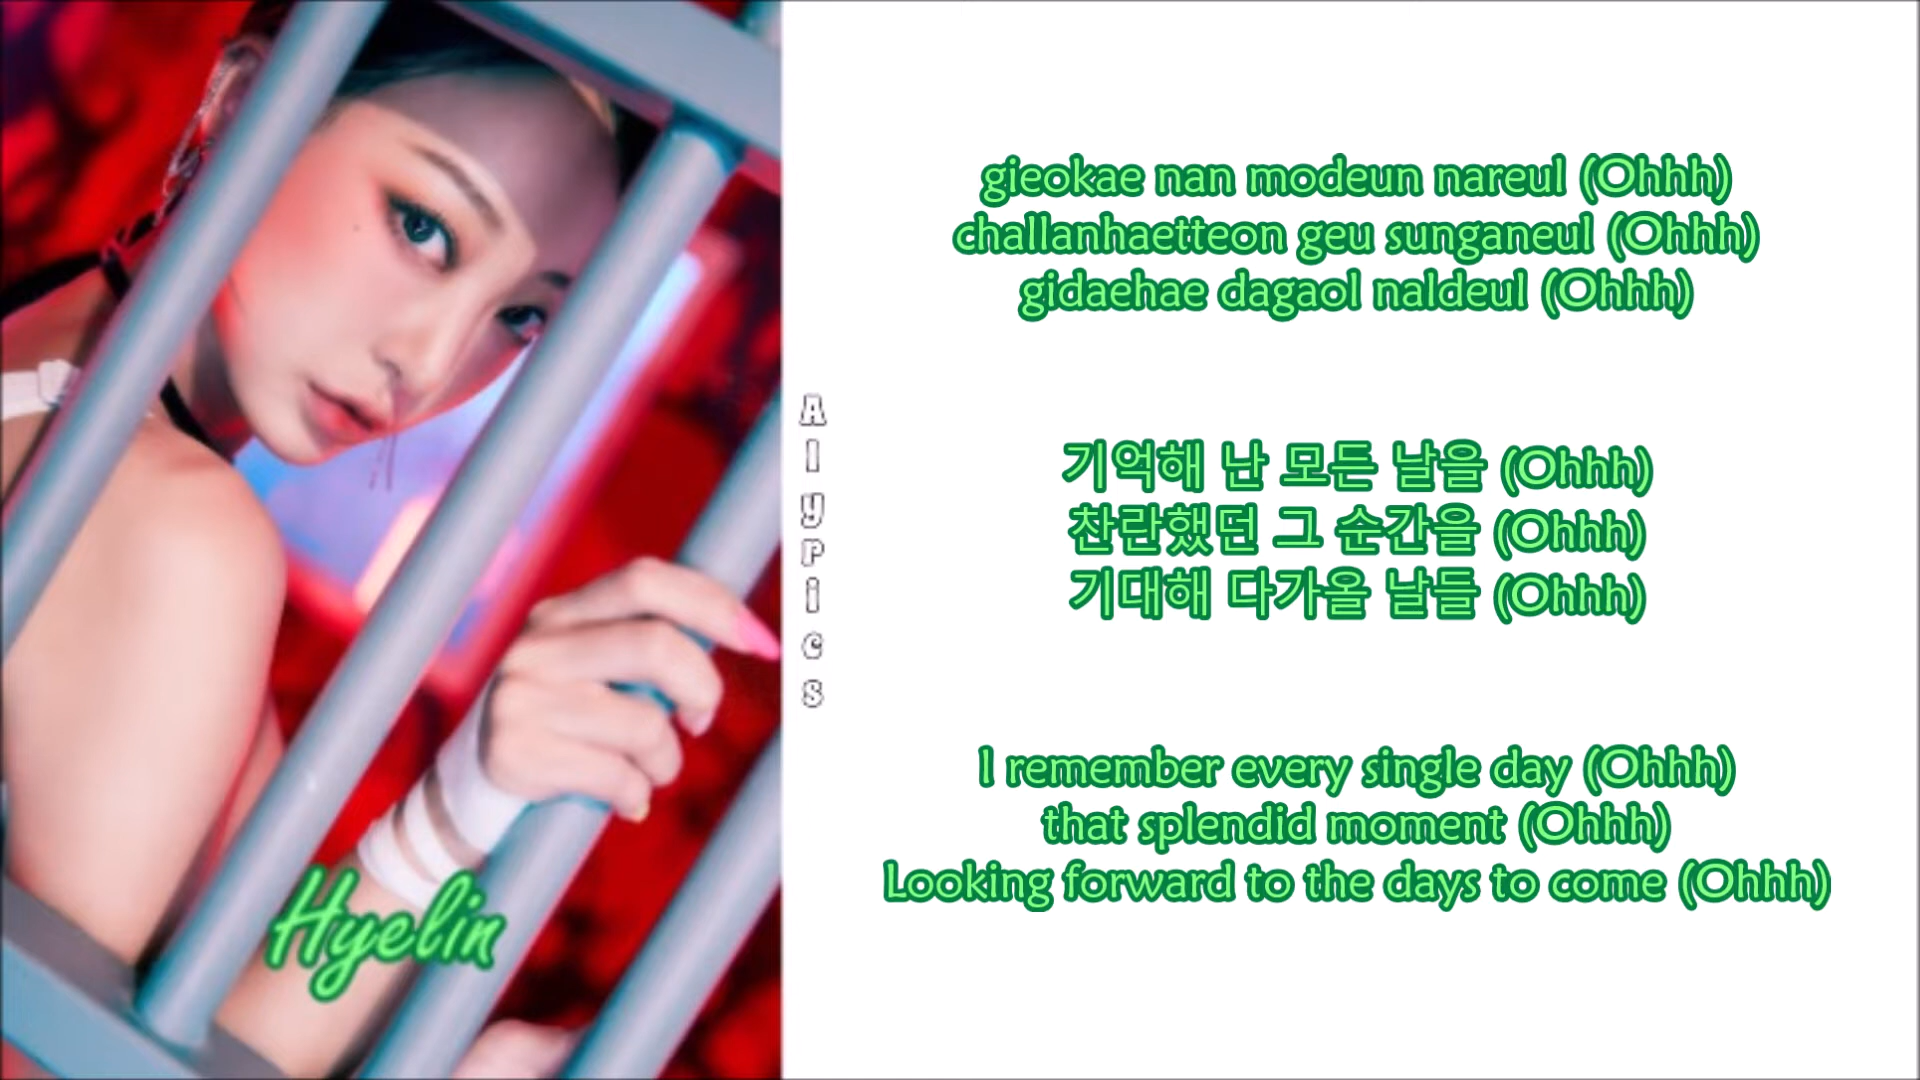 gieokae nan modeun nareul (Ohhh)
challanhaetteon geu sunganeul (Ohhh)
gidaehae dagaol naldeul (Ohhh)
기억해 난 모든 날을 (Ohhh)
찬란했던 그 순간을 (Ohhh)
기대해 다가올 날들 (Ohhh)
I remember every single day (Ohhh)
that splendid moment (Ohhh)
Looking forward to the days to come (Ohhh)
AlyPics
Hyelin